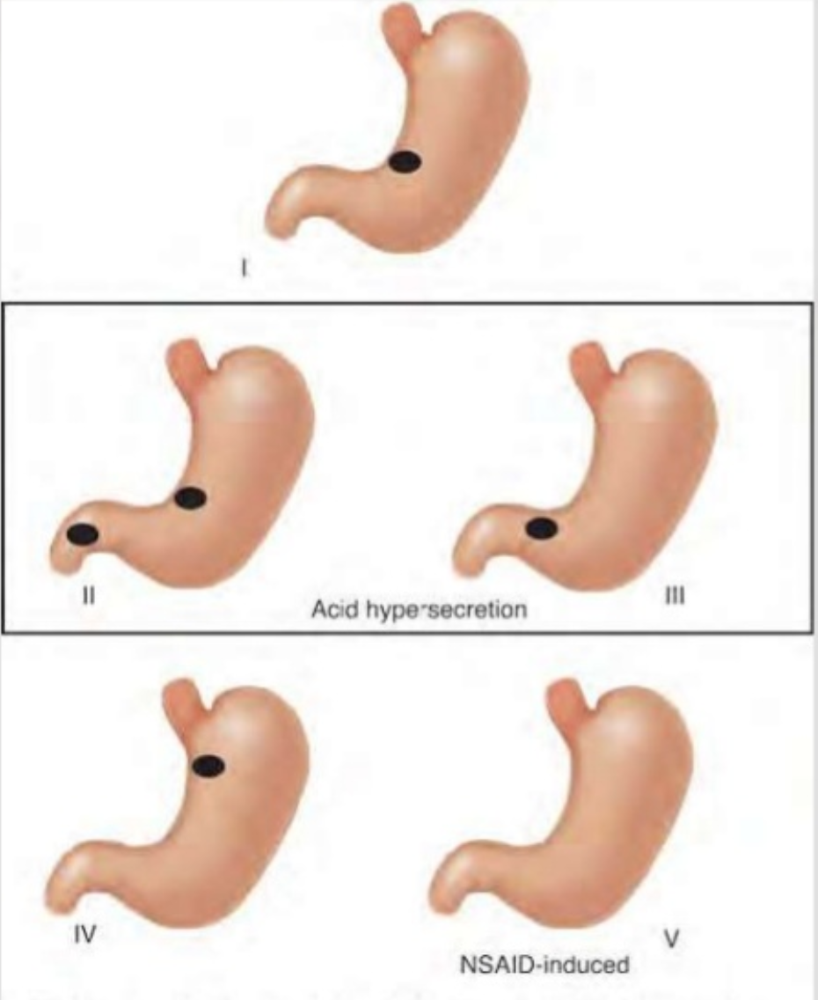 I
II
III
Acid hypersecretion
IV
V
NSAID-induced